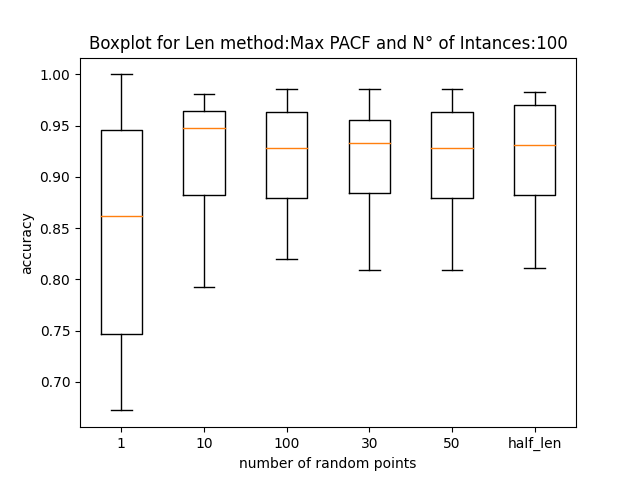 Boxplot for Len method:Max PACF and N° of Intances:100
1.00
0.95
0.90
0.85
0.80
0.75
0.70
accuracy
1 10 100 30 50 half_len
number of random points